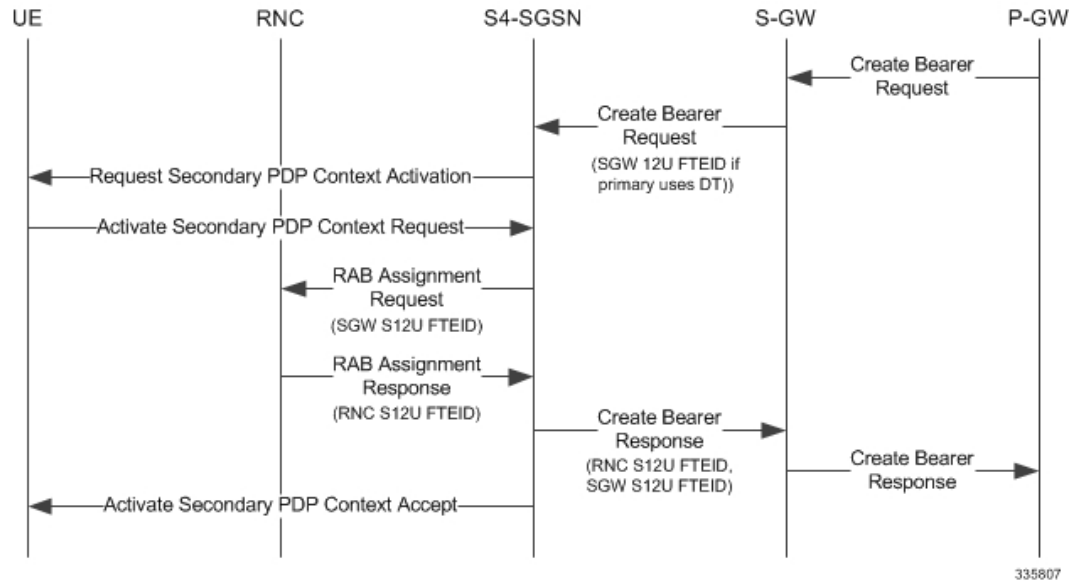 UE RNC S4-SGSN S-GW P-GW
Create Bearer
Request
Create Bearer
Request
(SGW 12U FTEID if
primary uses DT))
Request Secondary PDP Context Activation
Activate Secondary PDP Context Request
RAB Assignment
Request
(SGW S12U FTEID)
RAB Assignment
Response
(RNC S12U FTEID)
Create Bearer
Response
(RNC S12U FTEID,
SGW S12U FTEID)
Create Bearer
Response
Activate Secondary PDP Context Accept
335807